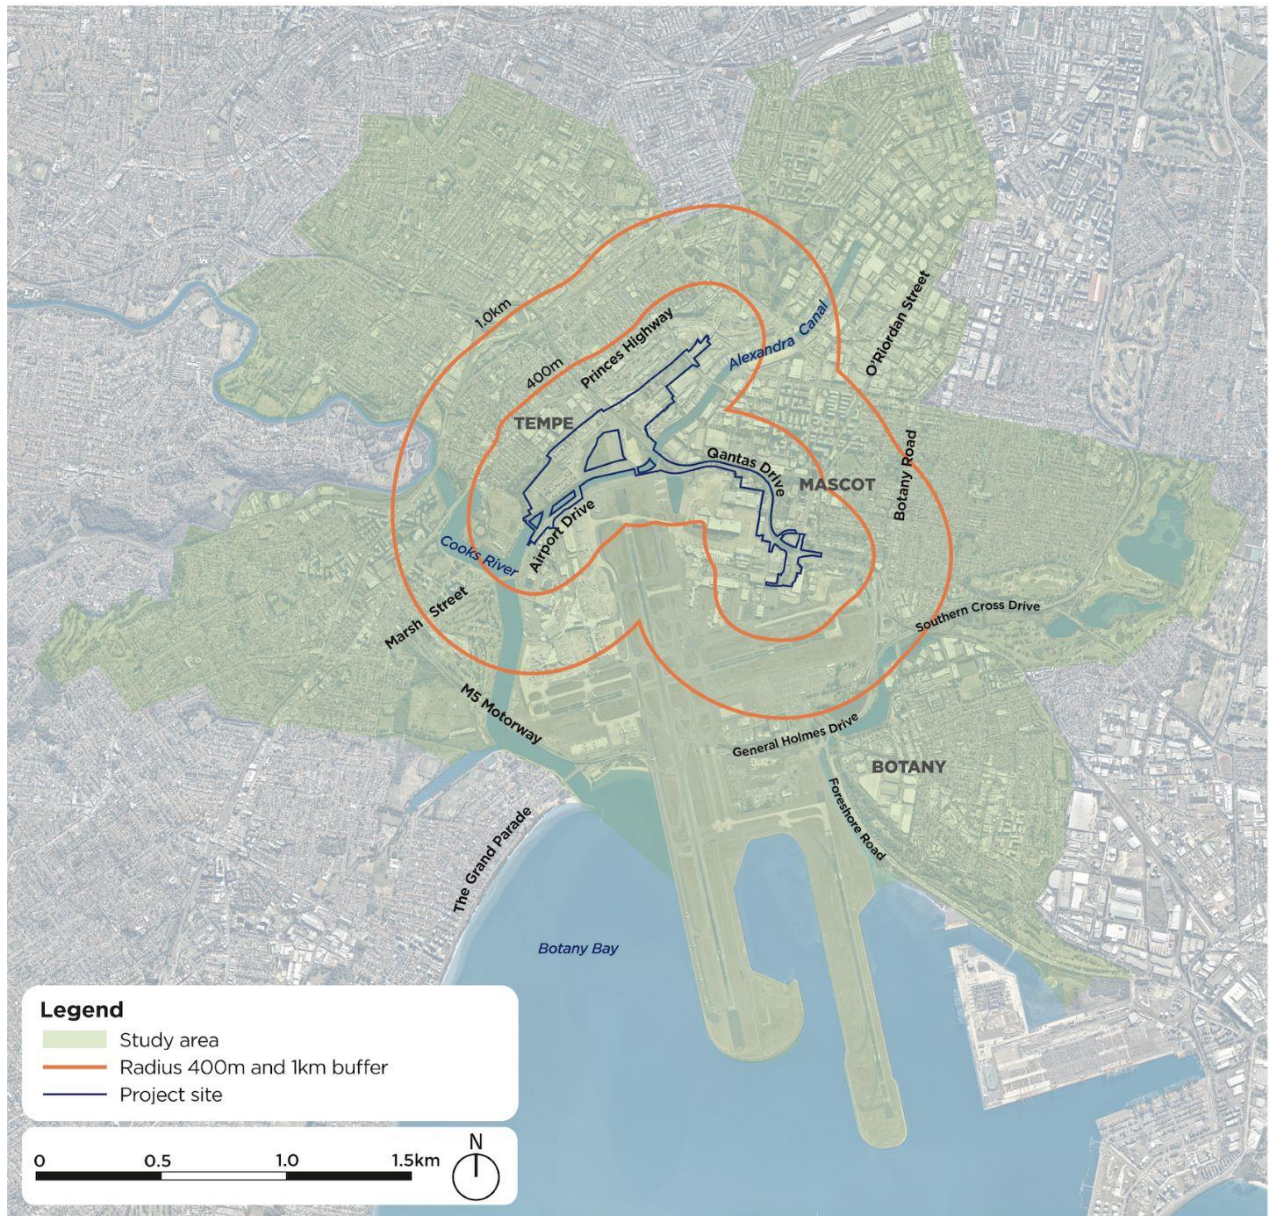 1.0km
400m
Princes Highway
Alexandra Canal
O'Riordan Street
TEMPE
Qantas Drive
MASCOT
Botany Road
Airport Drive
Cooks River
Marsh Street
Southern Cross Drive
M5 Motorway
General Holmes Drive
BOTANY
Foreshore Road
The Grand Parade
Botany Bay
Legend
Study area
Radius 400m and 1km buffer
Project site
0 0.5 1.0 1.5km
N